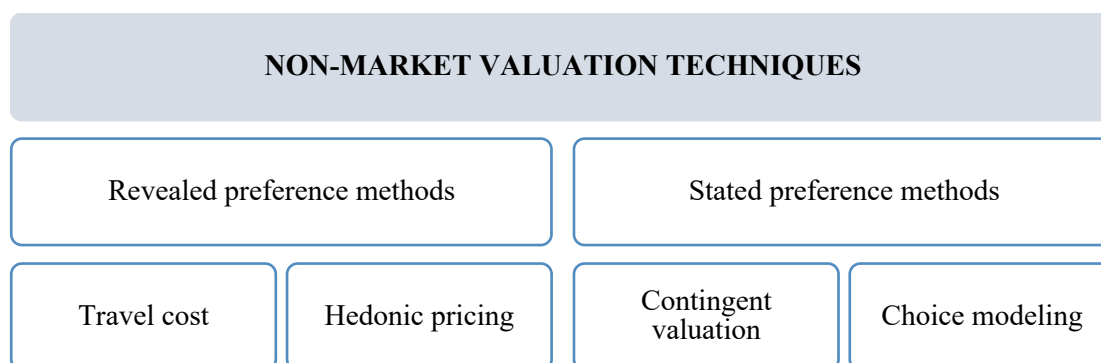 NON-MARKET VALUATION TECHNIQUES
Revealed preference methods
Stated preference methods
Travel cost
Hedonic pricing
Contingent
valuation
Choice modeling